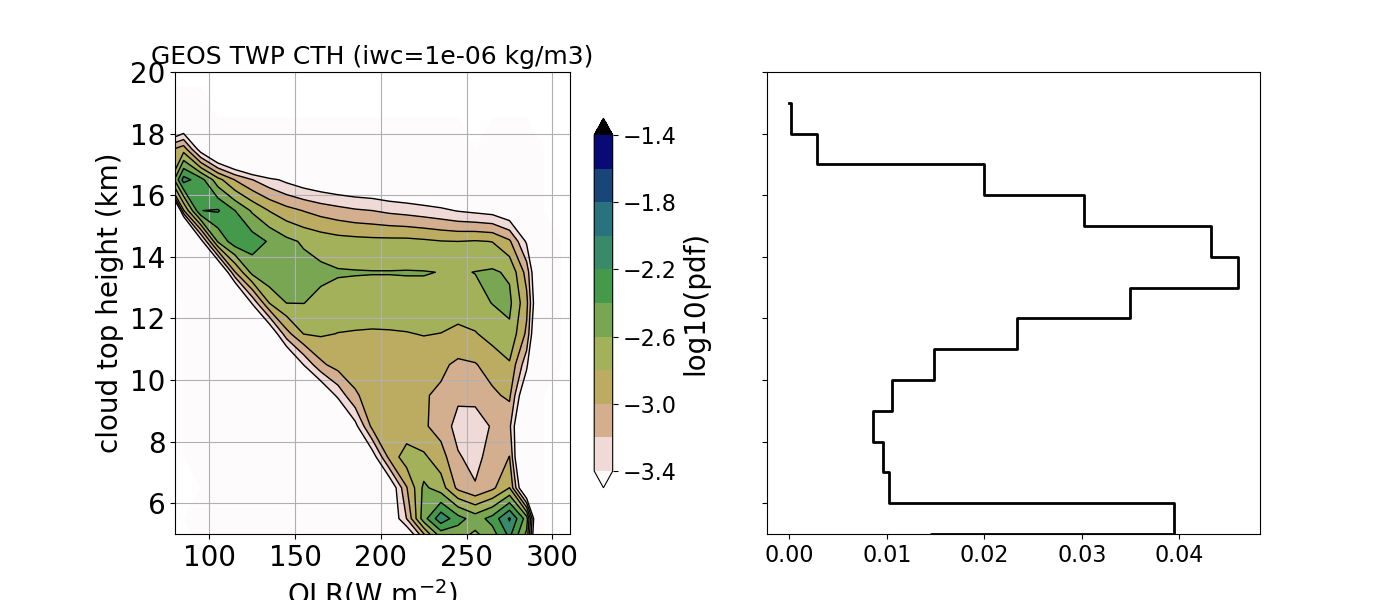 GEOS TWP CTH (iwc=1e-06 kg/m3)
20
18
16
14
12
10
8
6
cloud top height (km)
100 150 200 250 300
OLR(W m−2)
−1.4
−1.8
−2.2
−2.6
−3.0
−3.4
log10(pdf)
0.00 0.01 0.02 0.03 0.04